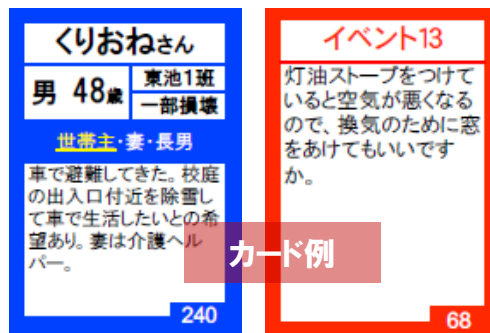 くりおねさん
男 48歳
東池1班
一部損壊
世帯主・妻・長男
車で避難してきた。校庭
の出入口付近を除雪し
て車で生活したいとの希
望あり。妻は介護ヘル
パー。
240
イベント13
灯油ストーブをつけて
いると空気が悪くなる
ので、換気のために窓
をあけてもいいです
か。
68
カード例